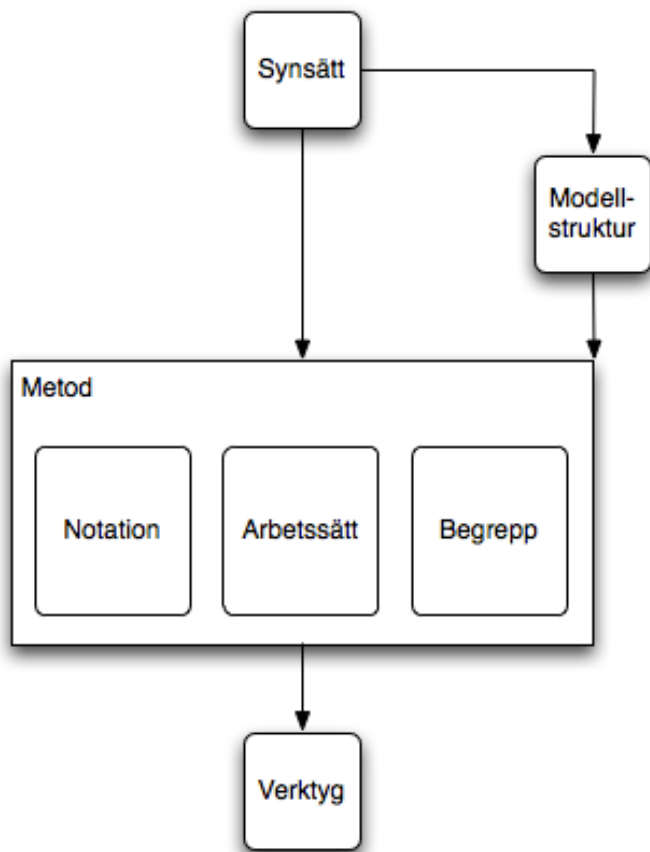 Synsätt
Modell-
struktur
Metod
Notation
Arbetssätt
Begrepp
Verktyg